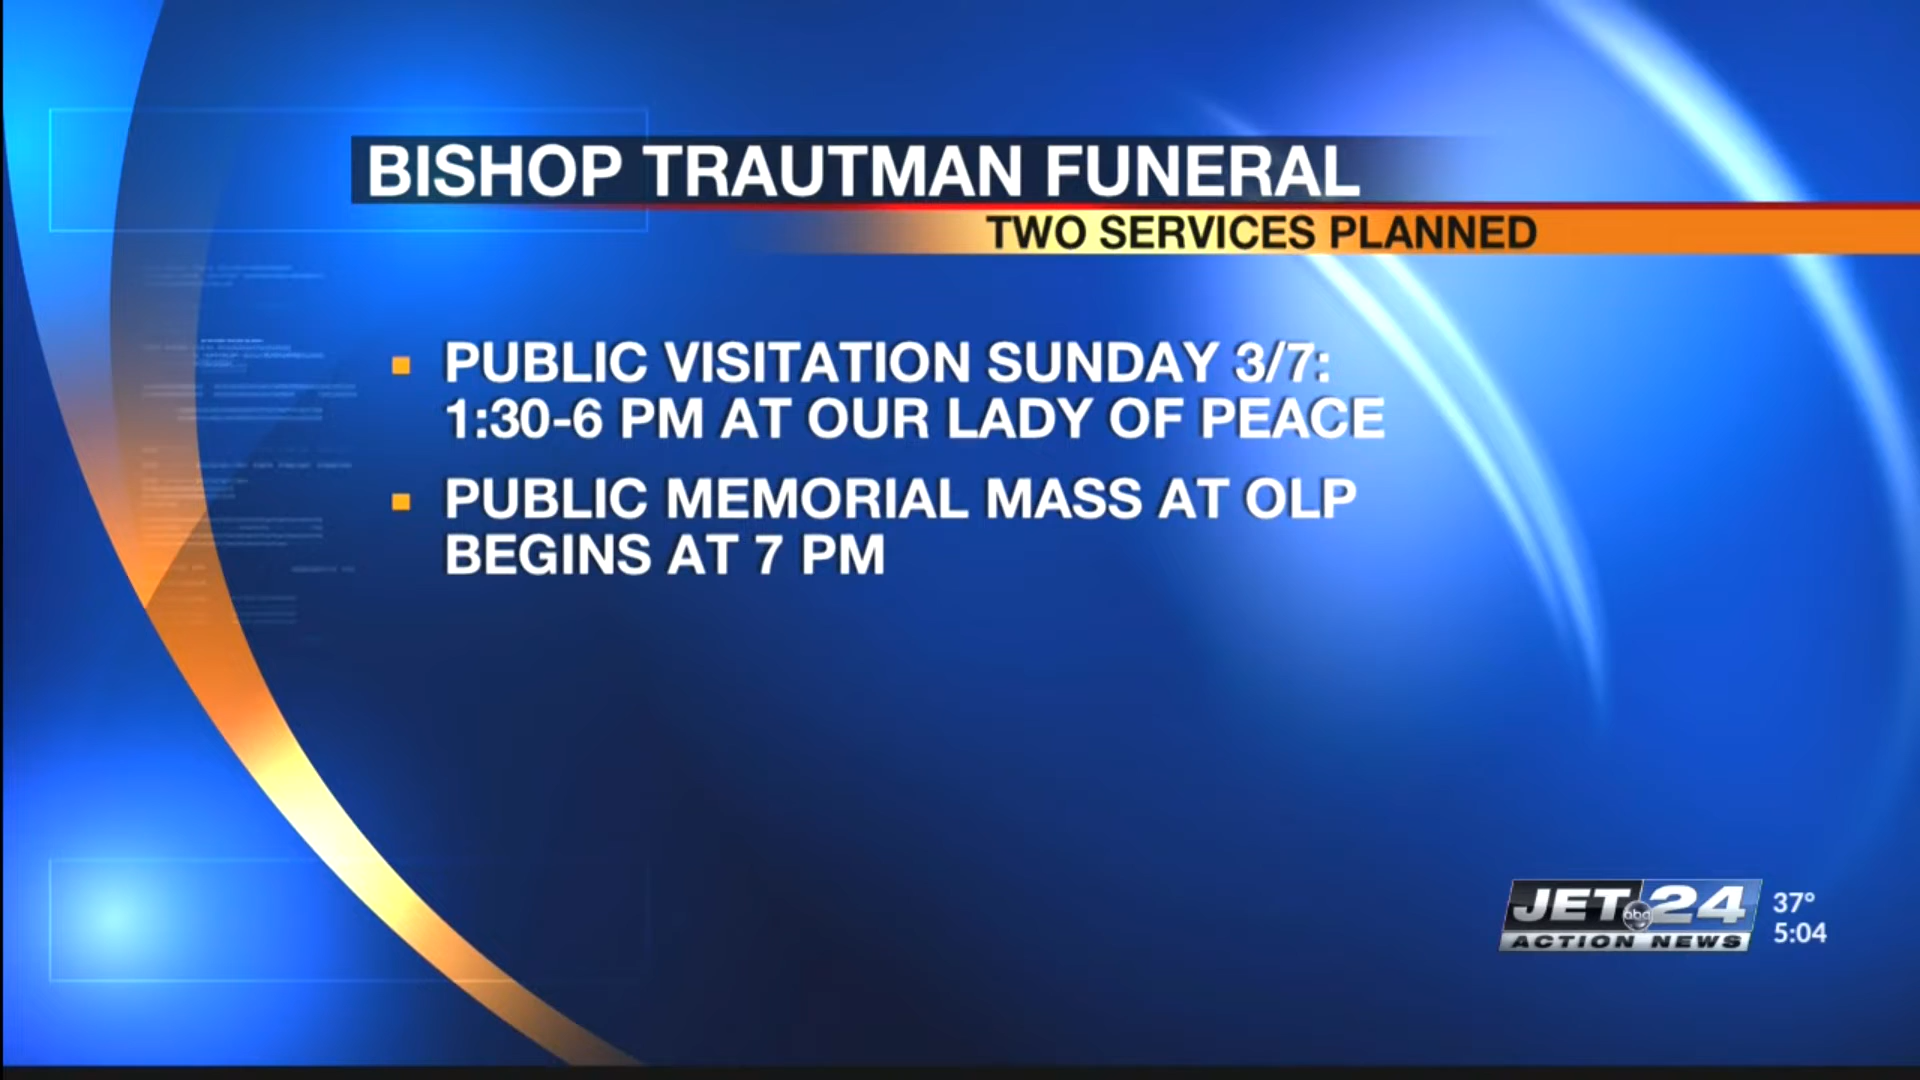 BISHOP TRAUTMAN FUNERAL
TWO SERVICES PLANNED
PUBLIC VISITATION SUNDAY 3/7:
1:30-6 PM AT OUR LADY OF PEACE
PUBLIC MEMORIAL MASS AT OLP
BEGINS AT 7 PM
JET abc 24
ACTION NEWS
37°
5:04